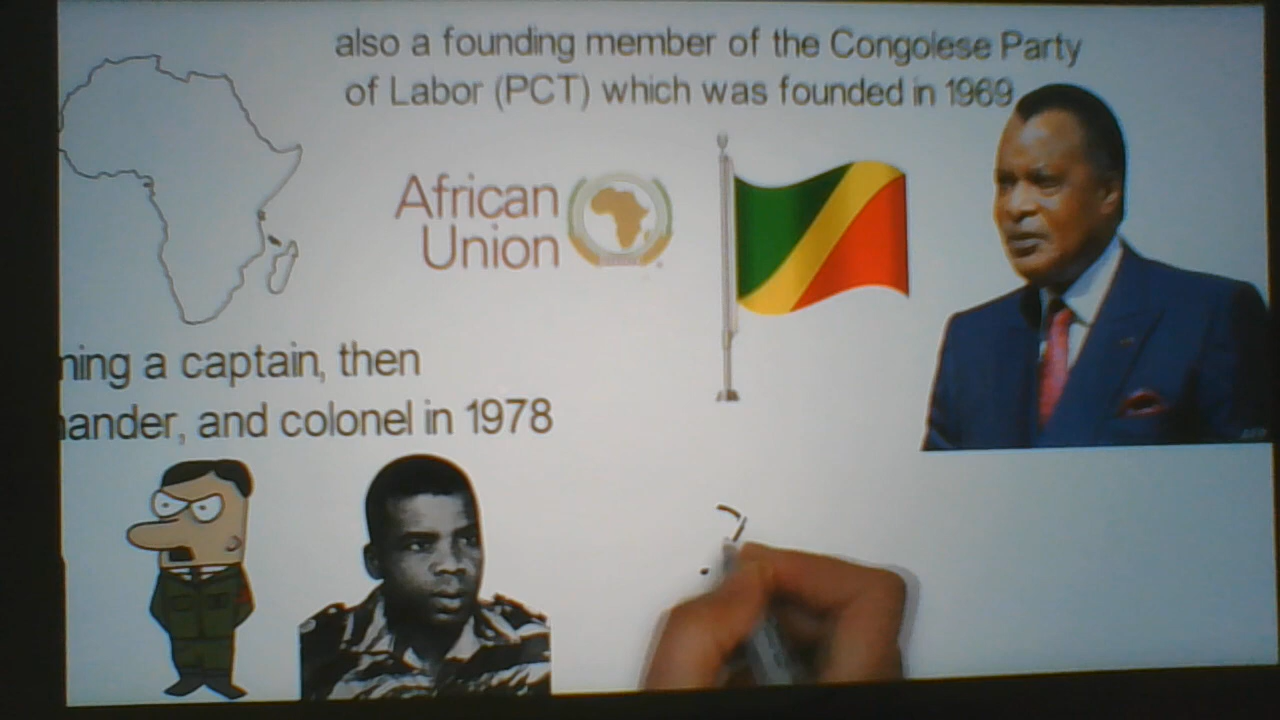 also a founding member of the Congolese Party
of Labor (PCT) which was founded in 1969
African
Union
ing a captain, then
ander, and colonel in 1978